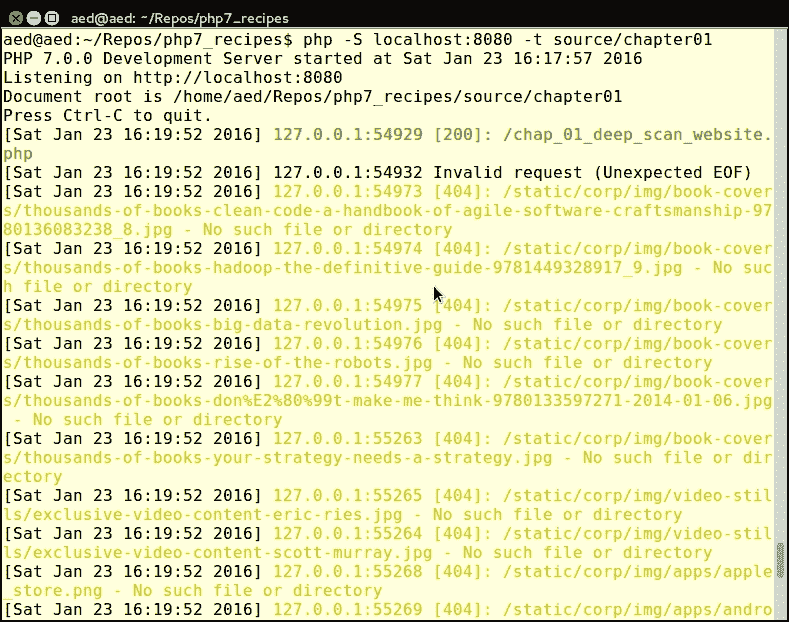 aed@aed: ~/Repos/php7_recipes
aed@aed:~/Repos/php7_recipes$ php -S localhost:8080 -t source/chapter01
PHP 7.0.0 Development Server started at Sat Jan 23 16:17:57 2016
Listening on http://localhost:8080
Document root is /home/aed/Repos/php7_recipes/source/chapter01
Press Ctrl-C to quit.
[Sat Jan 23 16:19:52 2016] 127.0.0.1:54929 [200]: /chap_01_deep_scan_website.
php
[Sat Jan 23 16:19:52 2016] 127.0.0.1:54932 Invalid request (Unexpected EOF)
[Sat Jan 23 16:19:52 2016] 127.0.0.1:54973 [404]: /static/corp/img/book-cover
s/thousands-of-books-clean-code-a-handbook-of-agile-software-craftsmanship-97
80136083238_8.jpg - No such file or directory
[Sat Jan 23 16:19:52 2016] 127.0.0.1:54974 [404]: /static/corp/img/book-cover
s/thousands-of-books-hadoop-the-definitive-guide-9781449328917_9.jpg - No suc
h file or directory
[Sat Jan 23 16:19:52 2016] 127.0.0.1:54975 [404]: /static/corp/img/book-cover
s/thousands-of-books-big-data-revolution.jpg - No such file or directory
[Sat Jan 23 16:19:52 2016] 127.0.0.1:54976 [404]: /static/corp/img/book-cover
s/thousands-of-books-rise-of-the-robots.jpg - No such file or directory
[Sat Jan 23 16:19:52 2016] 127.0.0.1:54977 [404]: /static/corp/img/book-cover
s/thousands-of-books-don%E2%80%99t-make-me-think-9780133597271-2014-01-06.jpg
 - No such file or directory
[Sat Jan 23 16:19:52 2016] 127.0.0.1:55263 [404]: /static/corp/img/book-cover
s/thousands-of-books-your-strategy-needs-a-strategy.jpg - No such file or dir
ectory
[Sat Jan 23 16:19:52 2016] 127.0.0.1:55265 [404]: /static/corp/img/video-stil
ls/exclusive-video-content-eric-ries.jpg - No such file or directory
[Sat Jan 23 16:19:52 2016] 127.0.0.1:55264 [404]: /static/corp/img/video-stil
ls/exclusive-video-content-scott-murray.jpg - No such file or directory
[Sat Jan 23 16:19:52 2016] 127.0.0.1:55268 [404]: /static/corp/img/apps/apple
_store.png - No such file or directory
[Sat Jan 23 16:19:52 2016] 127.0.0.1:55269 [404]: /static/corp/img/apps/andro